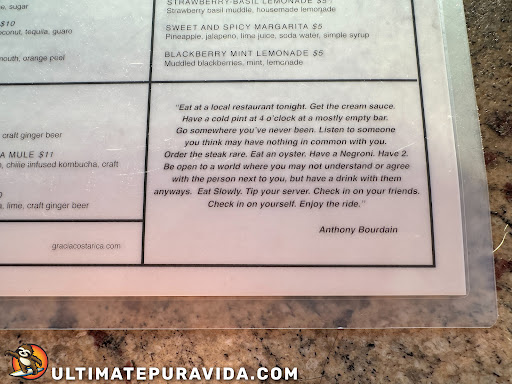 , sugar
$10
coconut, tequila, guaro
mouth, orange peel
craft ginger beer
A MULE $11
, chile infused kombucha, craft
, lime, craft ginger beer
graciacostarica.com
STRAWBERRY-BASIL LEMONADE $5
Strawberry basil muddle, housemade lemonade
SWEET AND SPICY MARGARITA $5
Pineapple, jalapeno, lime juice, soda water, simple syrup
BLACKBERRY MINT LEMONADE $5
Muddled blackberries, mint, lemonade
"Eat at a local restaurant tonight. Get the cream sauce.
Have a cold pint at 4 o'clock at a mostly empty bar.
Go somewhere you've never been. Listen to someone
you think may have nothing in common with you.
Order the steak rare. Eat an oyster. Have a Negroni. Have 2.
Be open to a world where you may not understand or agree
with the person next to you, but have a drink with them
anyways. Eat Slowly. Tip your server. Check in on your friends.
Check in on yourself. Enjoy the ride."
Anthony Bourdain
ULTIMATEPURAVIDA.COM